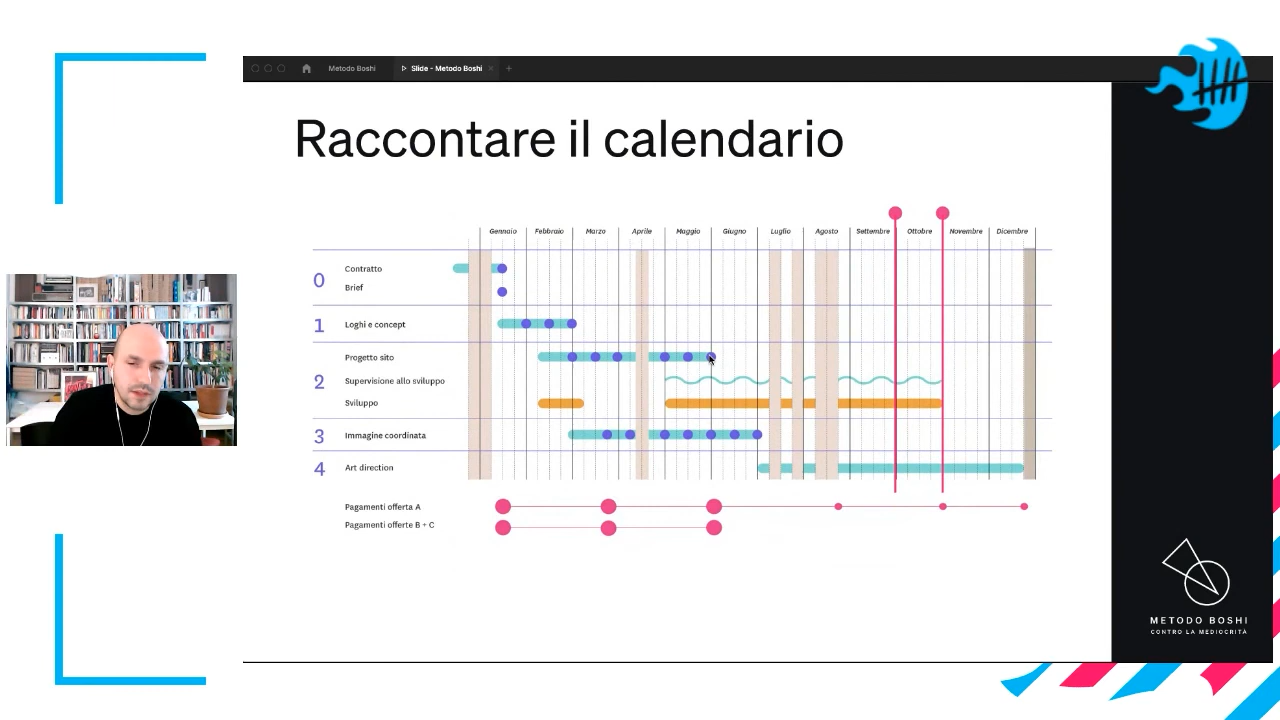 Metodo Boshi
Slide - Metodo Boshi
Raccontare il calendario
Gennaio Febbraio Marzo Aprile Maggio Giugno Luglio Agosto Settembre Ottobre Novembre Dicembre
0
Contratto
Brief
1 Loghi e concept
Progetto sito
2 Supervisione allo sviluppo
Sviluppo
3 Immagine coordinata
4 Art direction
Pagamenti offerta A
Pagamenti offerte B + C
METODO BOSHI
CONTRO LA MEDIOCRITÀ